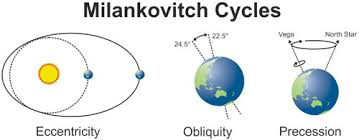 Milankovitch Cycles
24.5°
22.5°
Vega
North Star
Eccentricity
Obliquity
Precession